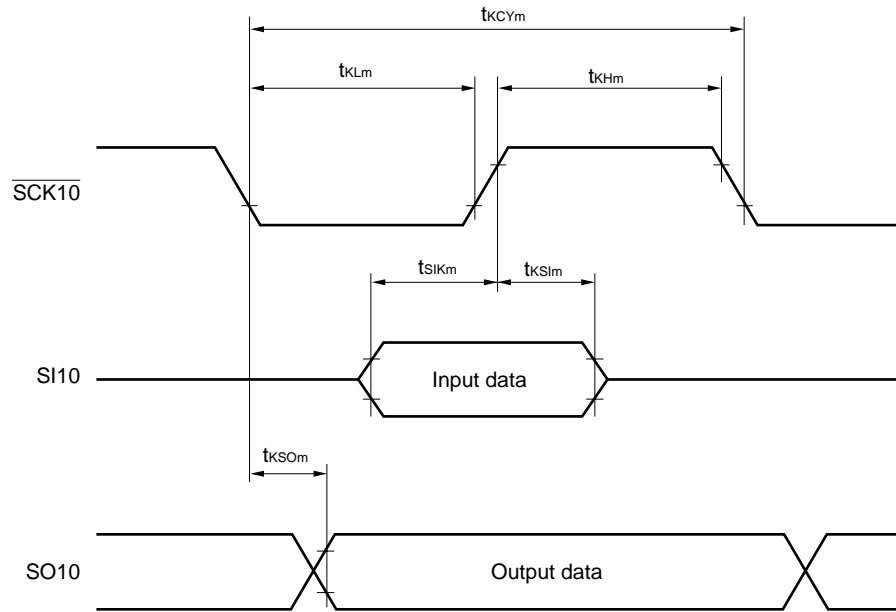 tKCYm
tKLm
tKHm
SCK10
tSIKm
tKSIm
SI10
Input data
tKSOm
SO10
Output data